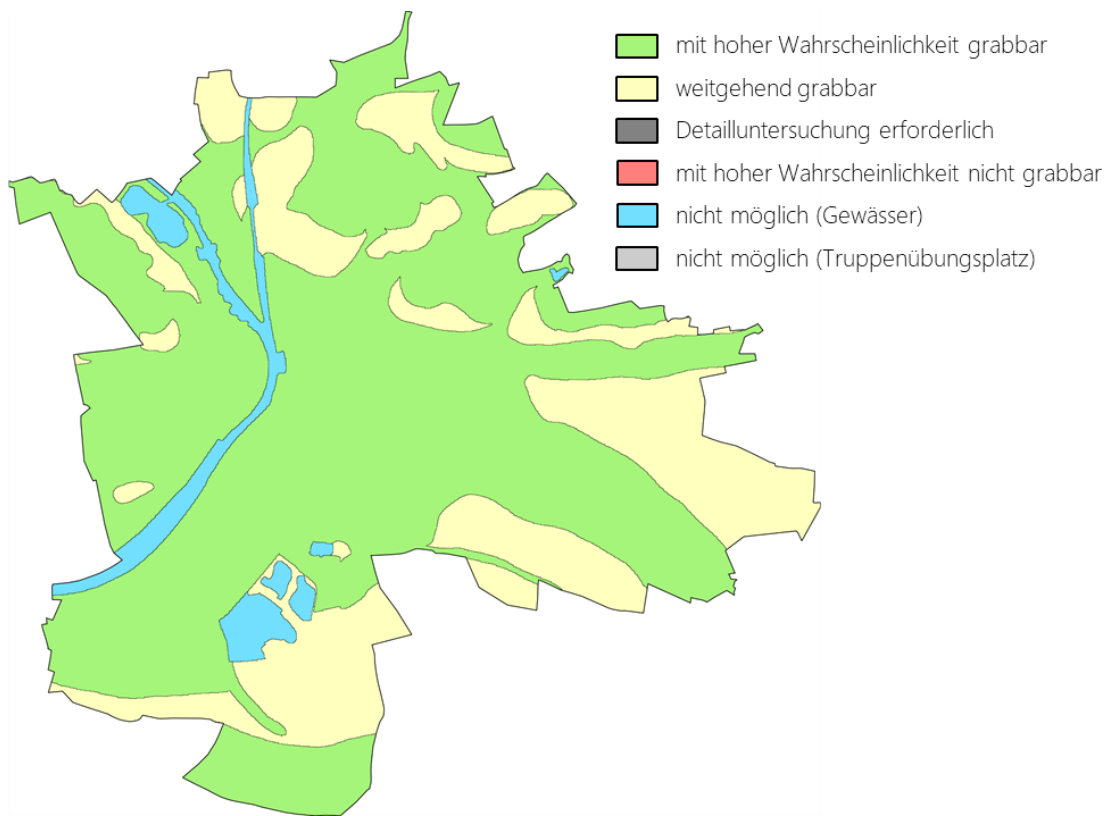 mit hoher Wahrscheinlichkeit grabbar
weitgehend grabbar
Detailluntersuchung erforderlich
mit hoher Wahrscheinlichkeit nicht grabbar
nicht möglich (Gewässer)
nicht möglich (Truppenübungsplatz)